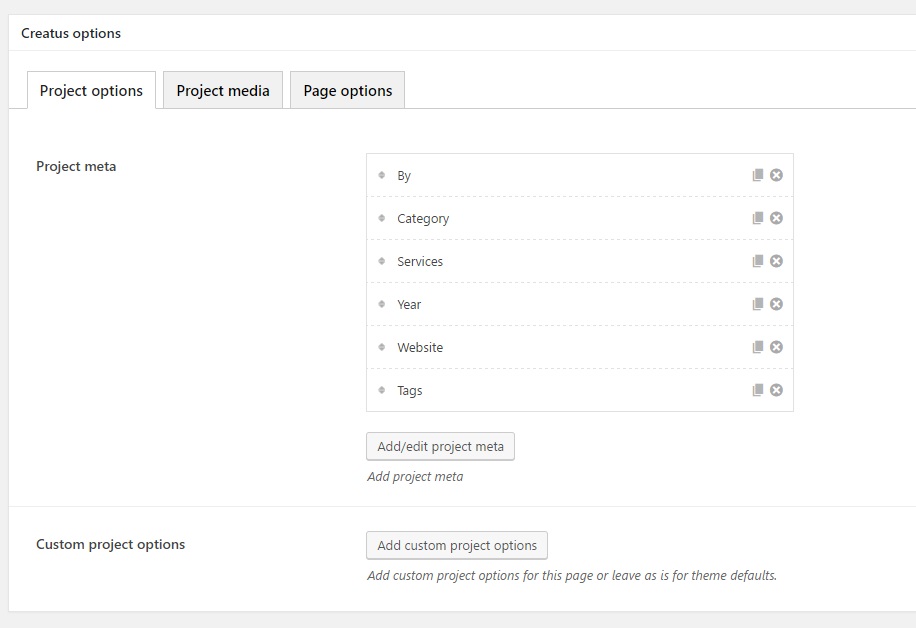 Creatus options
Project options
Project media
Page options
Project meta
By
Category
Services
Year
Website
Tags
Add/edit project meta
Add project meta
Custom project options
Add custom project options
Add custom project options for this page or leave as is for theme defaults.